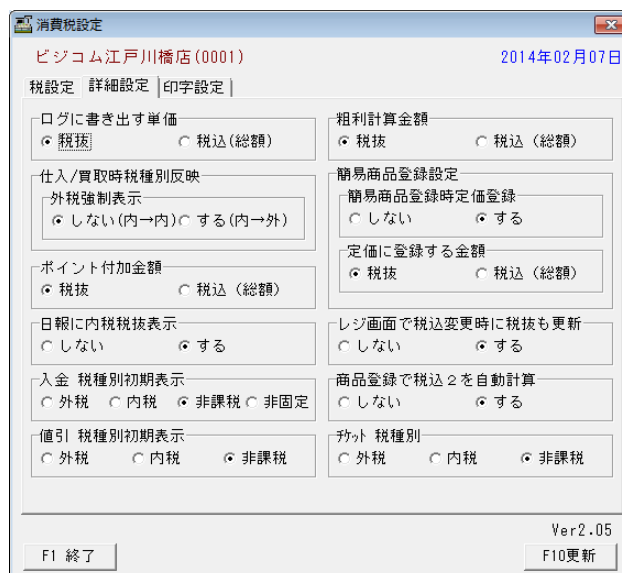 消費税設定
ビジコム江戸川橋店(0001) 2014年02月07日
税設定 詳細設定 印字設定
ログに書き出す単価
税抜 税込(総額)
粗利計算金額
税抜 税込（総額）
仕入/買取時税種別反映
外税強制表示
しない(内→内) する(内→外)
簡易商品登録設定
簡易商品登録時定価登録
しない する
定価に登録する金額
税抜 税込（総額）
ポイント付加金額
税抜 税込（総額）
日報に内税税抜表示
しない する
レジ画面で税込変更時に税抜も更新
しない する
入金 税種別初期表示
外税 内税 非課税 非固定
商品登録で税込２を自動計算
しない する
値引 税種別初期表示
外税 内税 非課税
ﾁｹｯﾄ 税種別
外税 内税 非課税
Ver2.05
F1 終了 F10更新